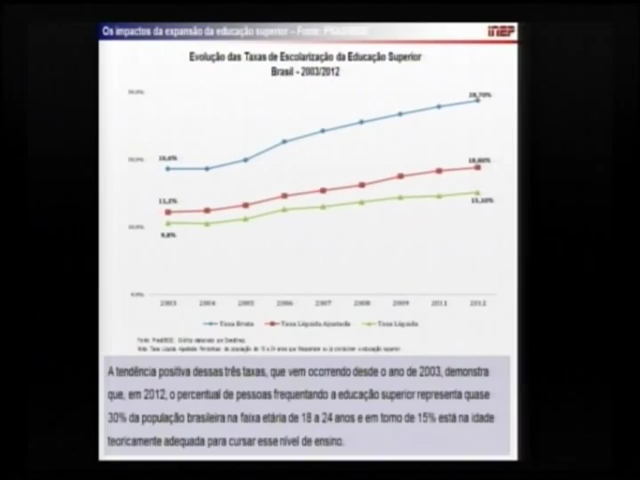 Os impactos da expansão da educação superior – Fonte:
inEP
Evolução das Taxas de Escolarização da Educação Superior
Brasil - 2003/2012
28,70%
18,80%
11,2%
15,10%
9,8%
2003 2004 2005 2006 2007 2008 2009 2011 2012
Taxa Bruta Taxa Líquida Ajustada Taxa Líquida
A tendência positiva dessas três taxas, que vem ocorrendo desde o ano de 2003, demonstra
que, em 2012, o percentual de pessoas frequentando a educação superior representa quase
30% da população brasileira na faixa etária de 18 a 24 anos e em torno de 15% está na idade
teoricamente adequada para cursar esse nível de ensino.